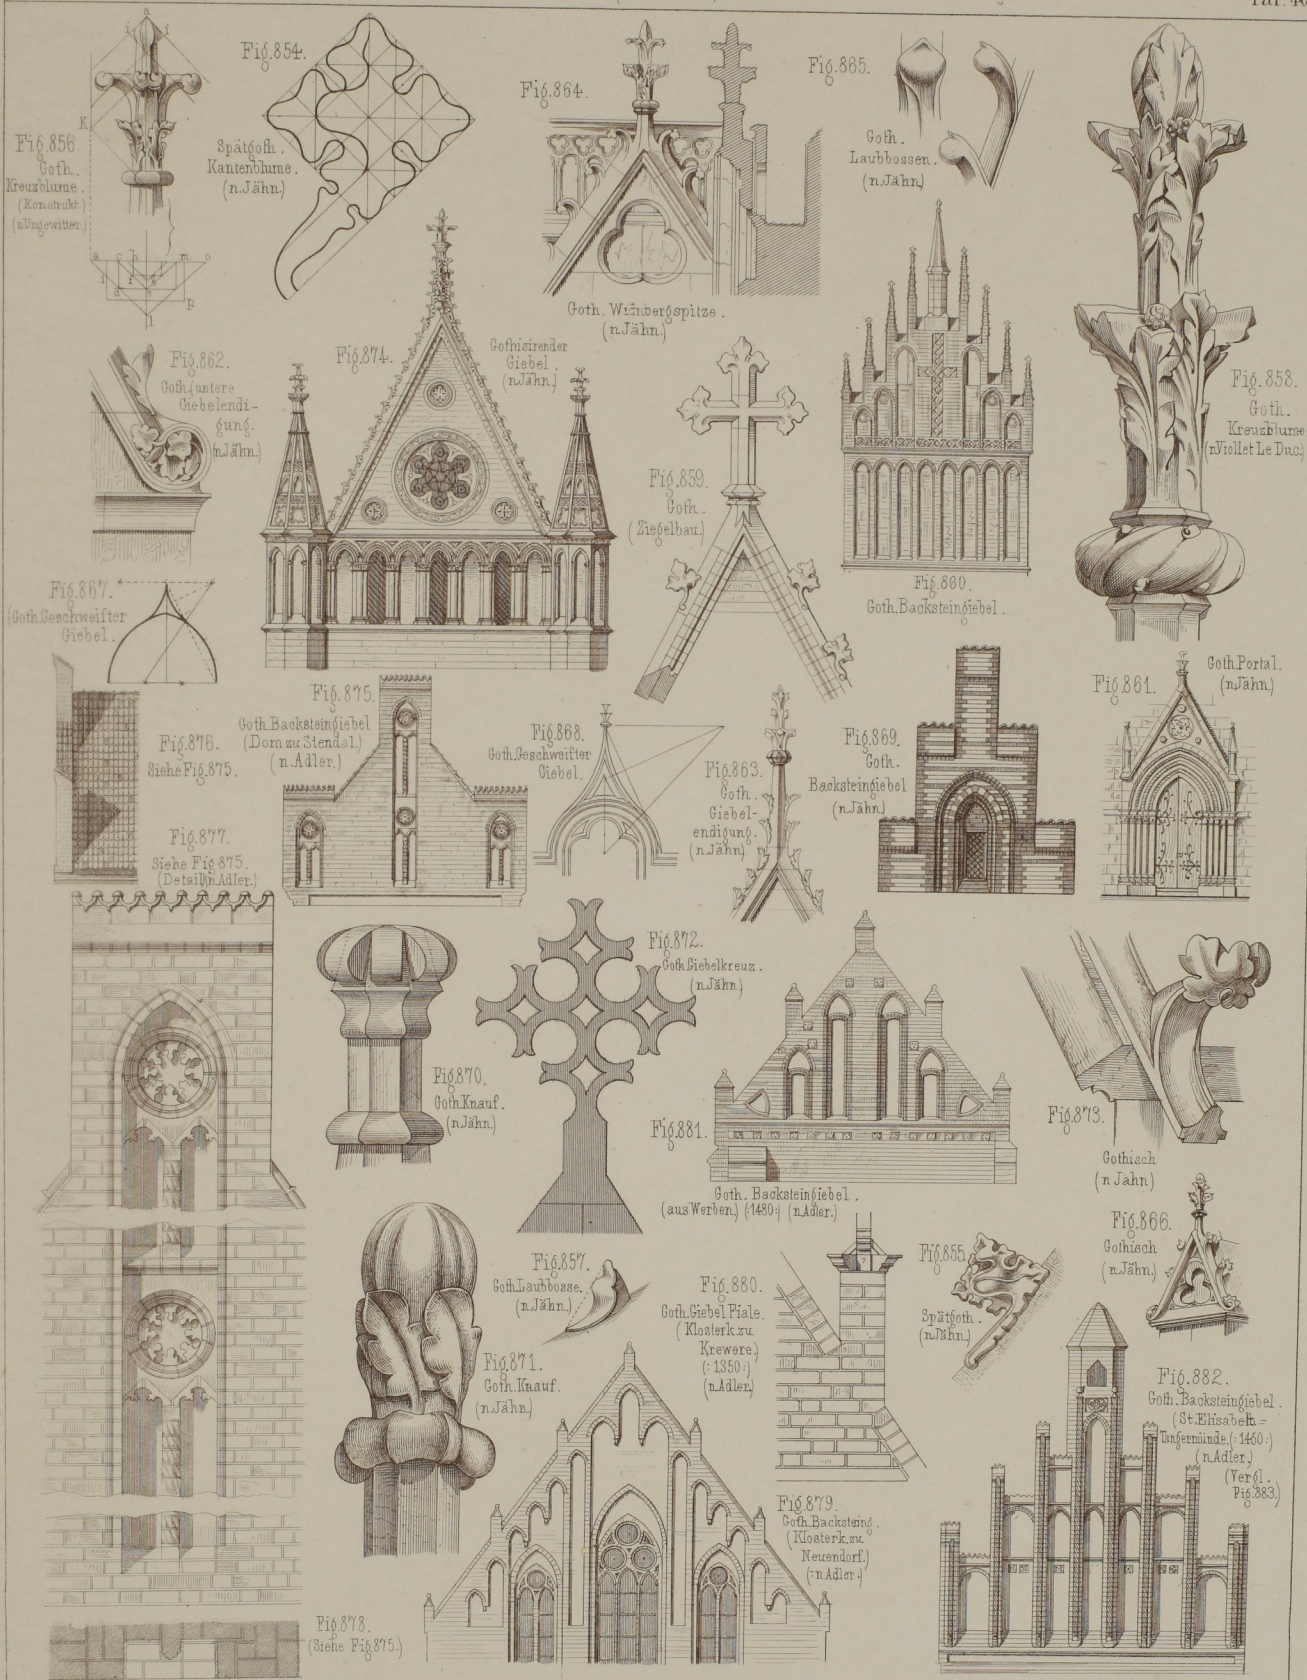 Fig.854.
Spätgoth.
Kantenblume.
(n.Jähn.)
Fig.856.
Goth.
Kreuzblume.
(Konstrukt.)
(n.Ungewitter.)
Fig.864.
Goth. Wimbergspitze.
(n.Jähn.)
Fig.865.
Goth.
Laubbossen.
(n.Jähn.)
Fig.858.
Goth.
Kreuzblume
(n.Viollet Le Duc.)
Fig.862.
Goth. untere
Giebelendi-
gung.
(n.Jähn.)
Fig.874.
Gothisirender
Giebel.
(n.Jähn.)
Fig.859.
Goth.
(Ziegelbau.)
Fig.860.
Goth. Backsteingiebel.
Fig.867.
(Goth. Geschweifter
Giebel.
Fig.876.
Siehe Fig.875.
Fig.877.
Siehe Fig.875.
(Detail)(n.Adler.)
Fig.875.
Goth. Backsteingiebel
(Dom zu Stendal.)
(n.Adler.)
Fig.868.
Goth. Geschweifter
Giebel.
Fig.863.
Goth.
Giebel-
endigung.
(n.Jähn.)
Fig.869.
Goth.
Backsteingiebel
(n.Jähn.)
Fig.861.
Goth. Portal.
(n.Jähn.)
Fig.870.
Goth. Knauf.
(n.Jähn.)
Fig.872.
Goth. Giebelkreuz.
(n.Jähn.)
Fig.881.
Goth. Backsteingiebel.
(aus Werben.) (:1480:) (n.Adler.)
Fig.873.
Gothisch
(n.Jähn)
Fig.866.
Gothisch
(n.Jähn.)
Fig.857.
Goth. Laubbosse.
(n.Jähn.)
Fig.871.
Goth. Knauf.
(n.Jähn.)
Fig.880.
Goth. Giebel Fiale.
(Klosterk. zu
Krewere.)
(:1350:)
(n.Adler.)
Fig.855.
Spätgoth.
(n.Jähn.)
Fig.882.
Goth. Backsteingiebel.
(St. Elisabeth=
Tangermünde.(:1460:)
(n.Adler.)
(Vergl.
Fig.883.)
Fig.879.
Goth. Backsteing.
(Klosterk. zu
Neuendorf.)
(:n.Adler:)
Fig.878.
(Siehe Fig.875.)